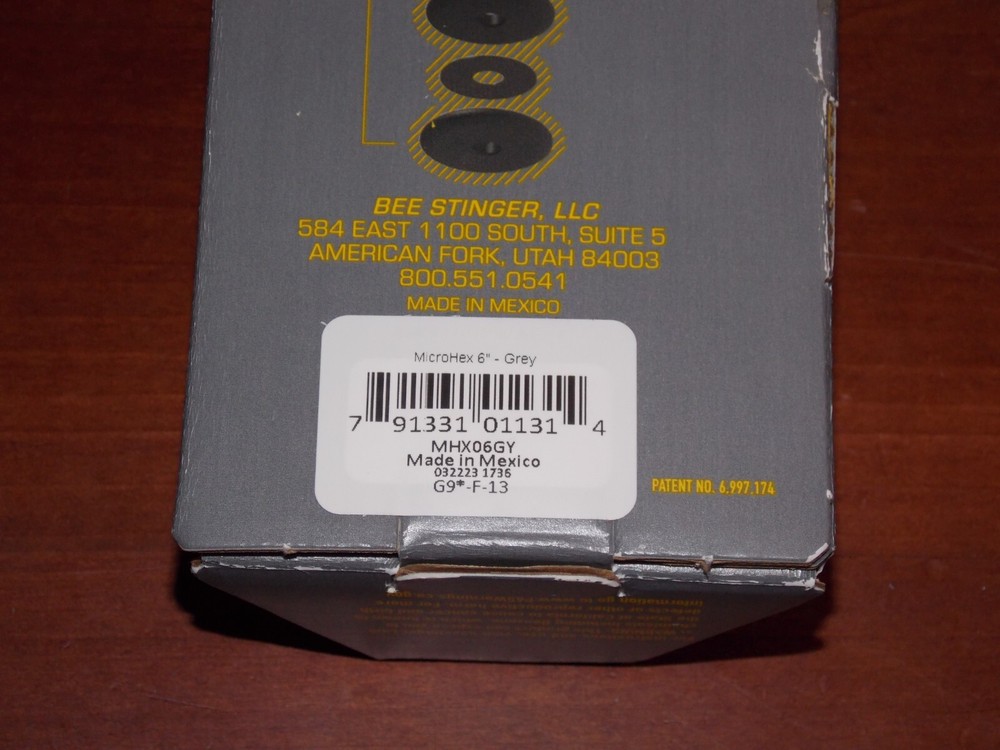 BEE STINGER, LLC
584 EAST 1100 SOUTH, SUITE 5
AMERICAN FORK, UTAH 84003
800.551.0541
MADE IN MEXICO
MicroHex 6" - Grey
7 91331 01131 4
MHX06GY
Made in Mexico
032223 1736
G9*-F-13
PATENT NO. 6,997,174